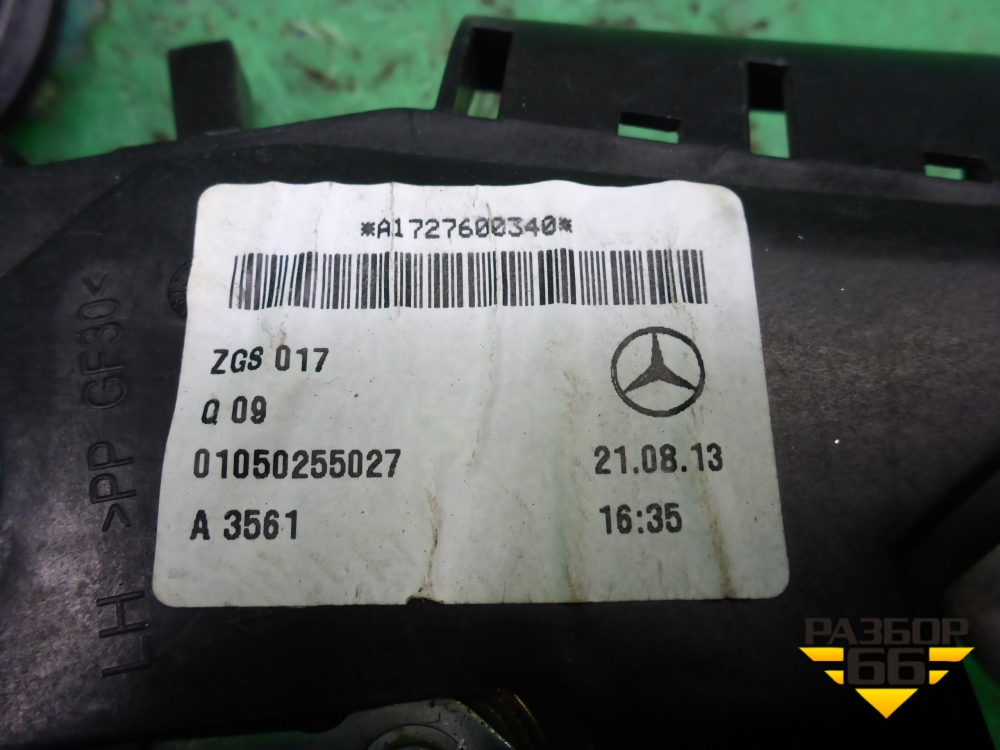 *A1727600340*
ZGS 017
Q 09
01050255027
21.08.13
A 3561
16:35
LH >PP GF30<
РАЗБОР
66